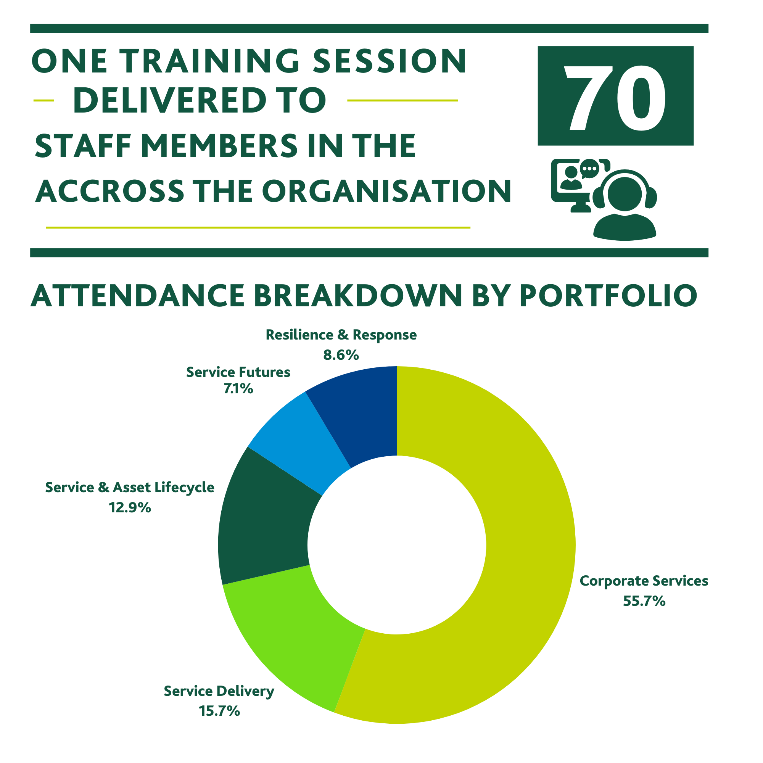 ONE TRAINING SESSION
DELIVERED TO
STAFF MEMBERS IN THE
ACCROSS THE ORGANISATION
70
ATTENDANCE BREAKDOWN BY PORTFOLIO
Resilience & Response
8.6%
Service Futures
7.1%
Service & Asset Lifecycle
12.9%
Corporate Services
55.7%
Service Delivery
15.7%